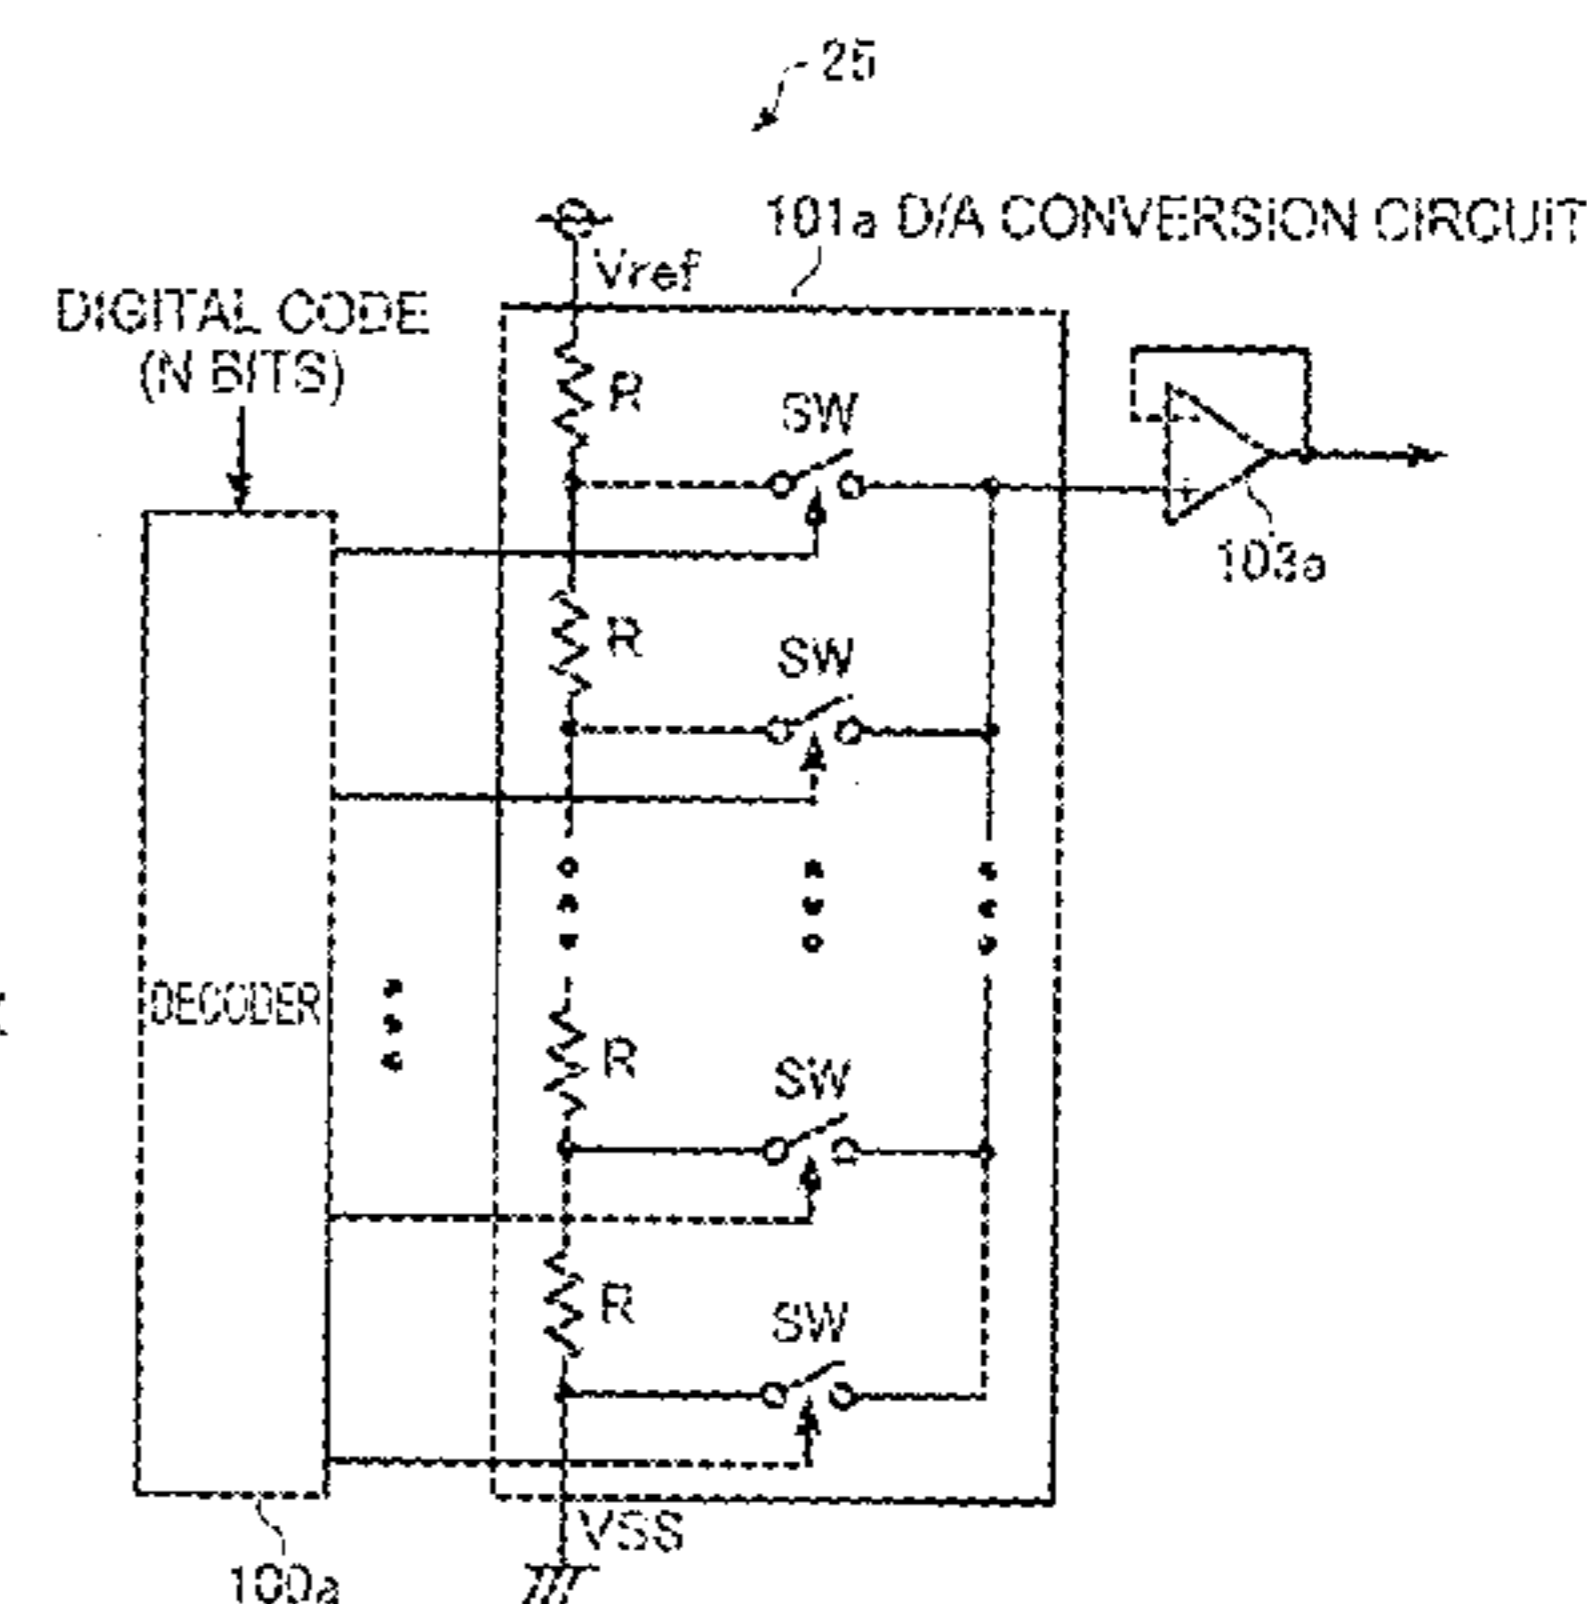 25
101a D/A CONVERSION CIRCUIT
Vref
DIGITAL CODE
(N BITS)
R
SW
-
+
103a
R
SW
DECODER
R
SW
R
SW
VSS
100a